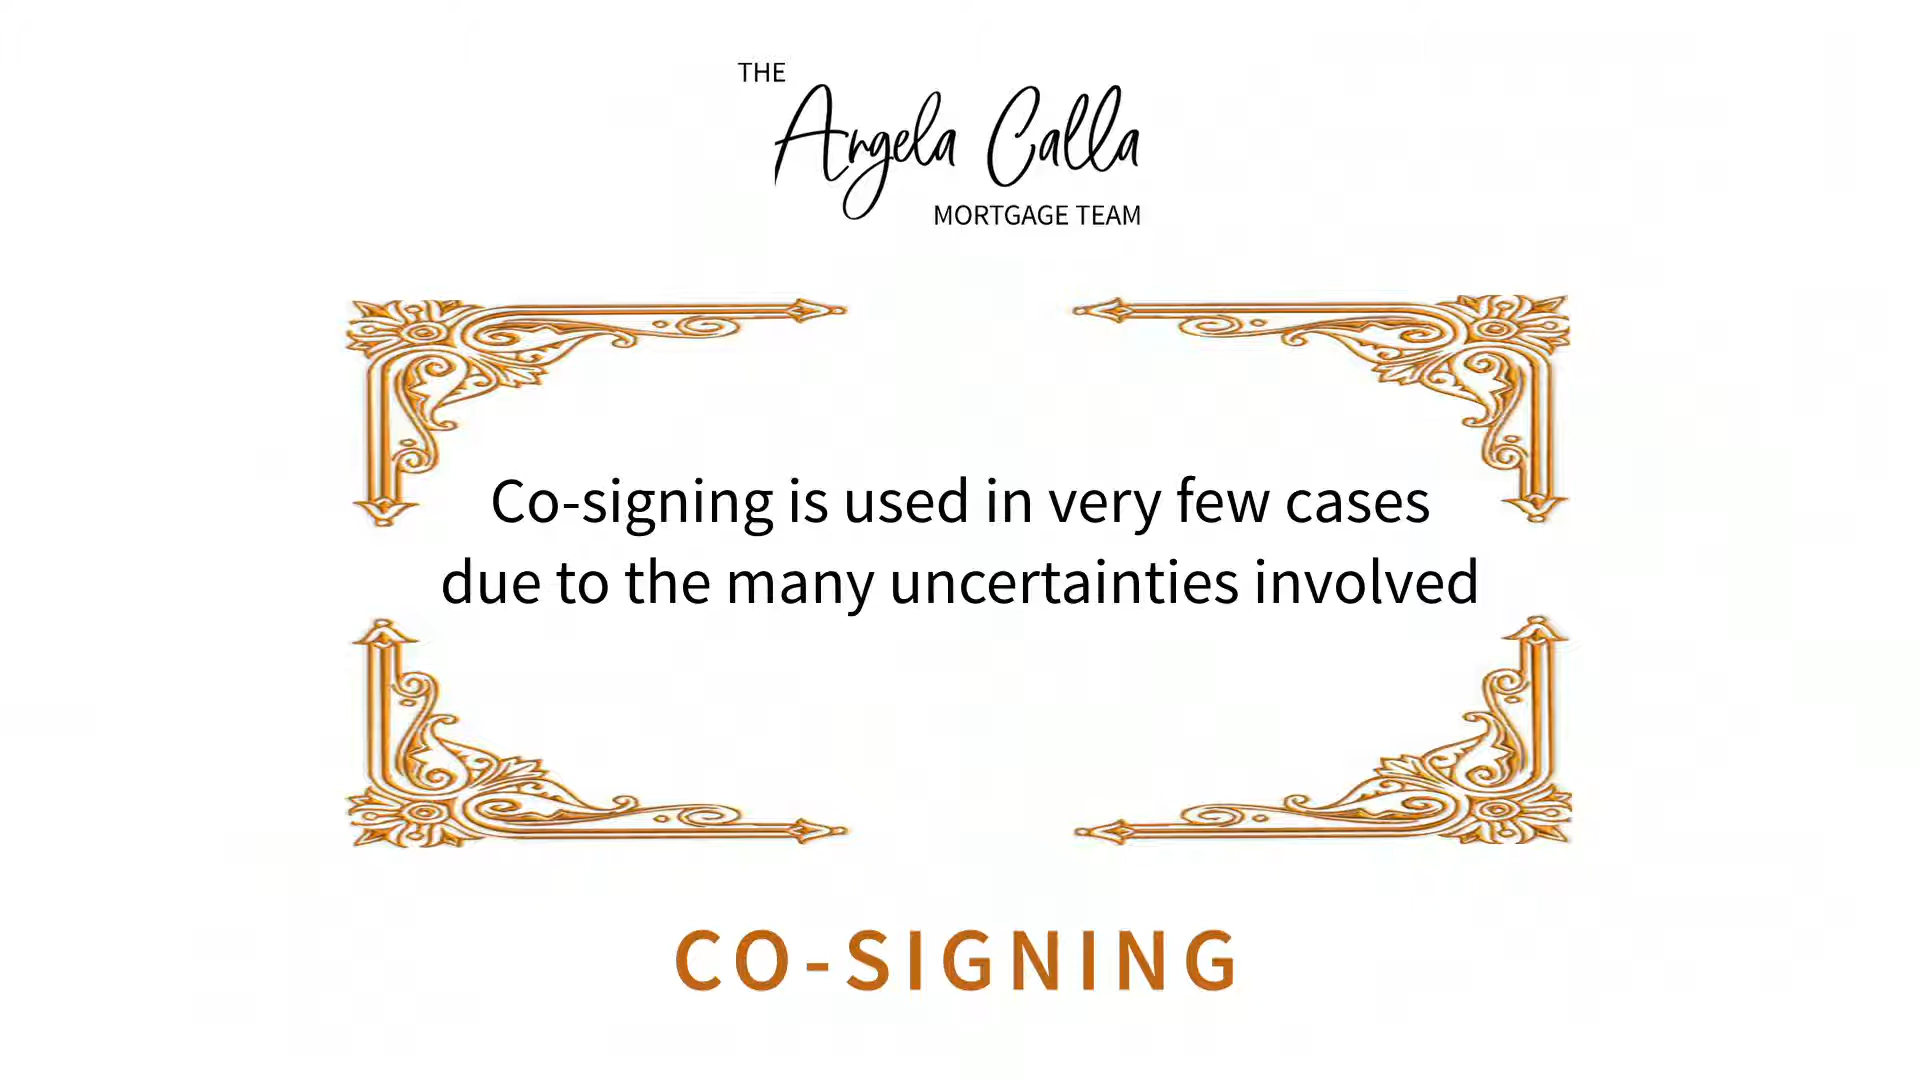 THE
Angela Calla
MORTGAGE TEAM
Co-signing is used in very few cases
due to the many uncertainties involved
CO-SIGNING